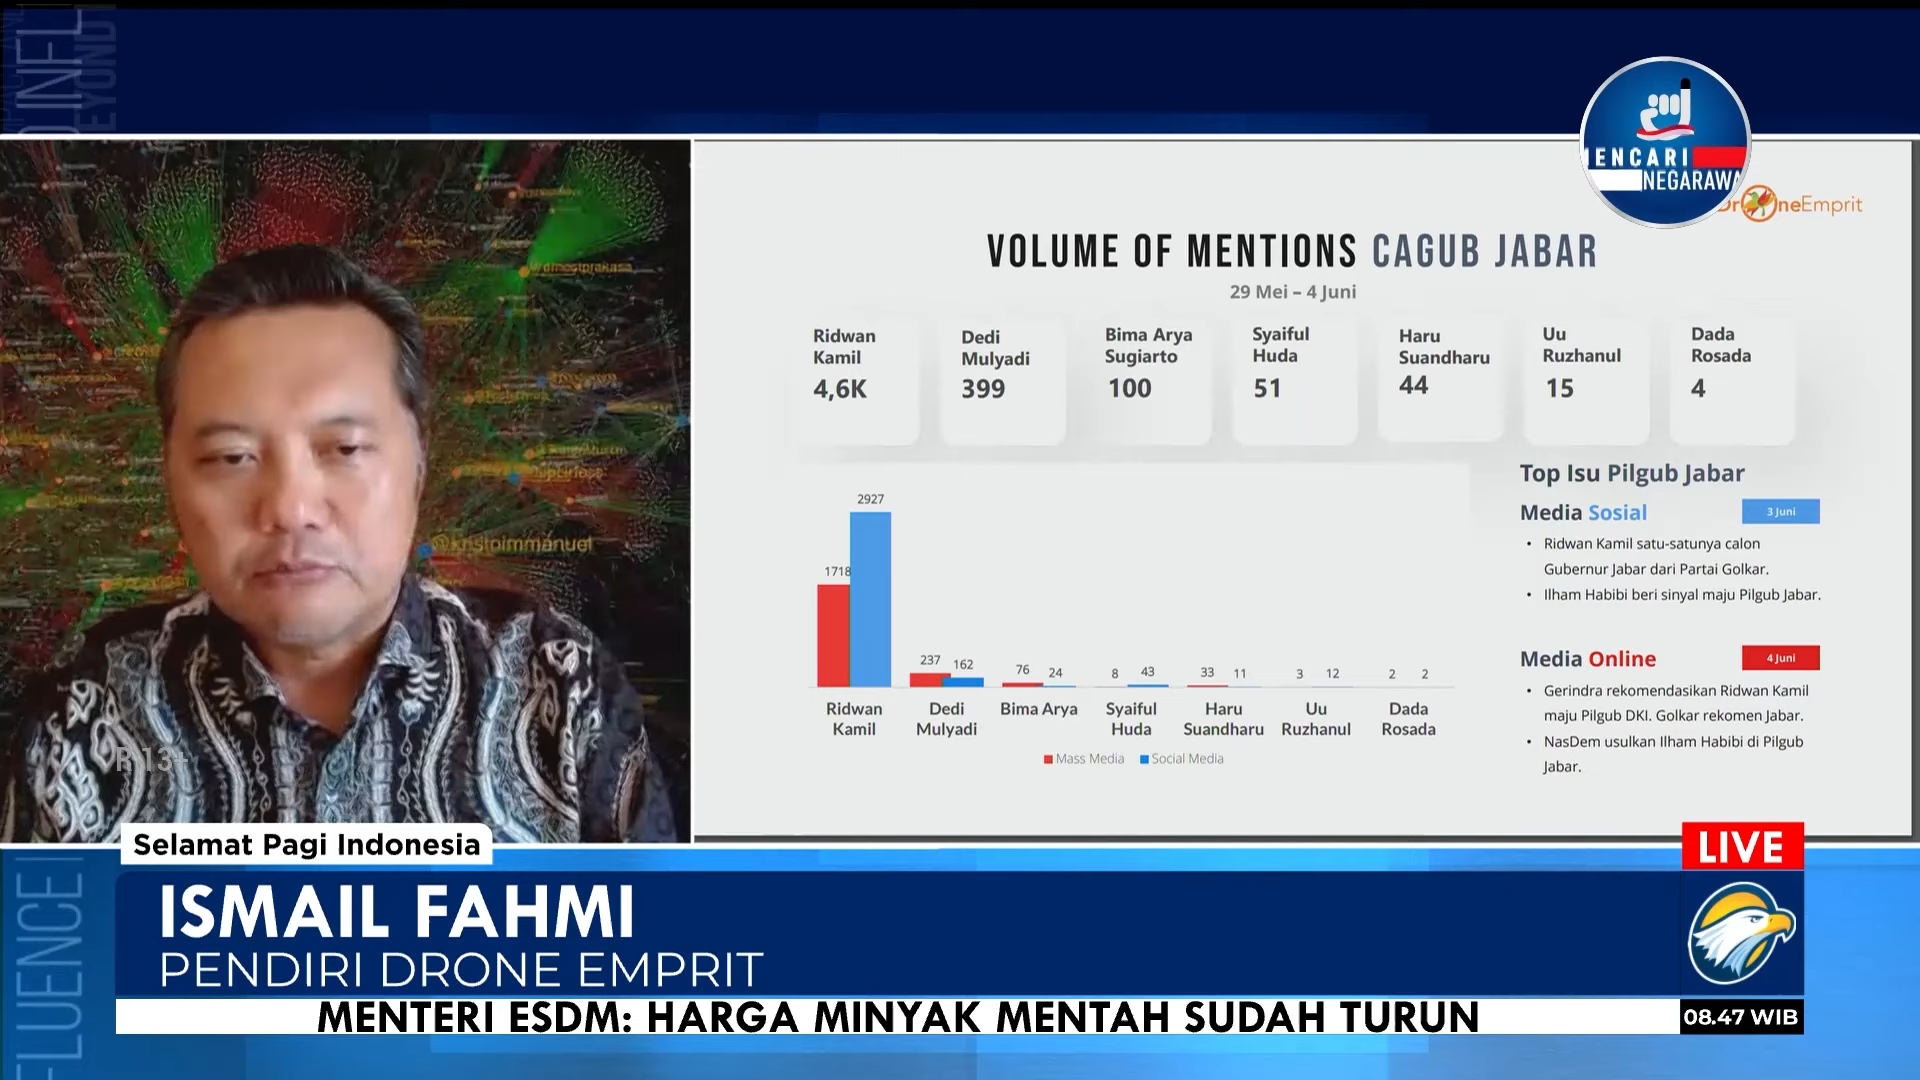 ENCARI
NEGARAWA
DroneEmprit
VOLUME OF MENTIONS CAGUB JABAR
29 Mei – 4 Juni
Ridwan
Kamil
4,6K
Dedi
Mulyadi
399
Bima Arya
Sugiarto
100
Syaiful
Huda
51
Haru
Suandharu
44
Uu
Ruzhanul
15
Dada
Rosada
4
2927
1718
237
162
76
24
8
43
33
11
3
12
2
2
Ridwan
Kamil
Dedi
Mulyadi
Bima Arya
Syaiful
Huda
Haru
Suandharu
Uu
Ruzhanul
Dada
Rosada
Mass Media
Social Media
Top Isu Pilgub Jabar
Media Sosial
3 Juni
• Ridwan Kamil satu-satunya calon
Gubernur Jabar dari Partai Golkar.
• Ilham Habibi beri sinyal maju Pilgub Jabar.
Media Online
4 Juni
• Gerindra rekomendasikan Ridwan Kamil
maju Pilgub DKI. Golkar rekomen Jabar.
• NasDem usulkan Ilham Habibi di Pilgub
Jabar.
@kristoimmanuel
R 13+
Selamat Pagi Indonesia
ISMAIL FAHMI
PENDIRI DRONE EMPRIT
LIVE
MENTERI ESDM: HARGA MINYAK MENTAH SUDAH TURUN
08.47 WIB